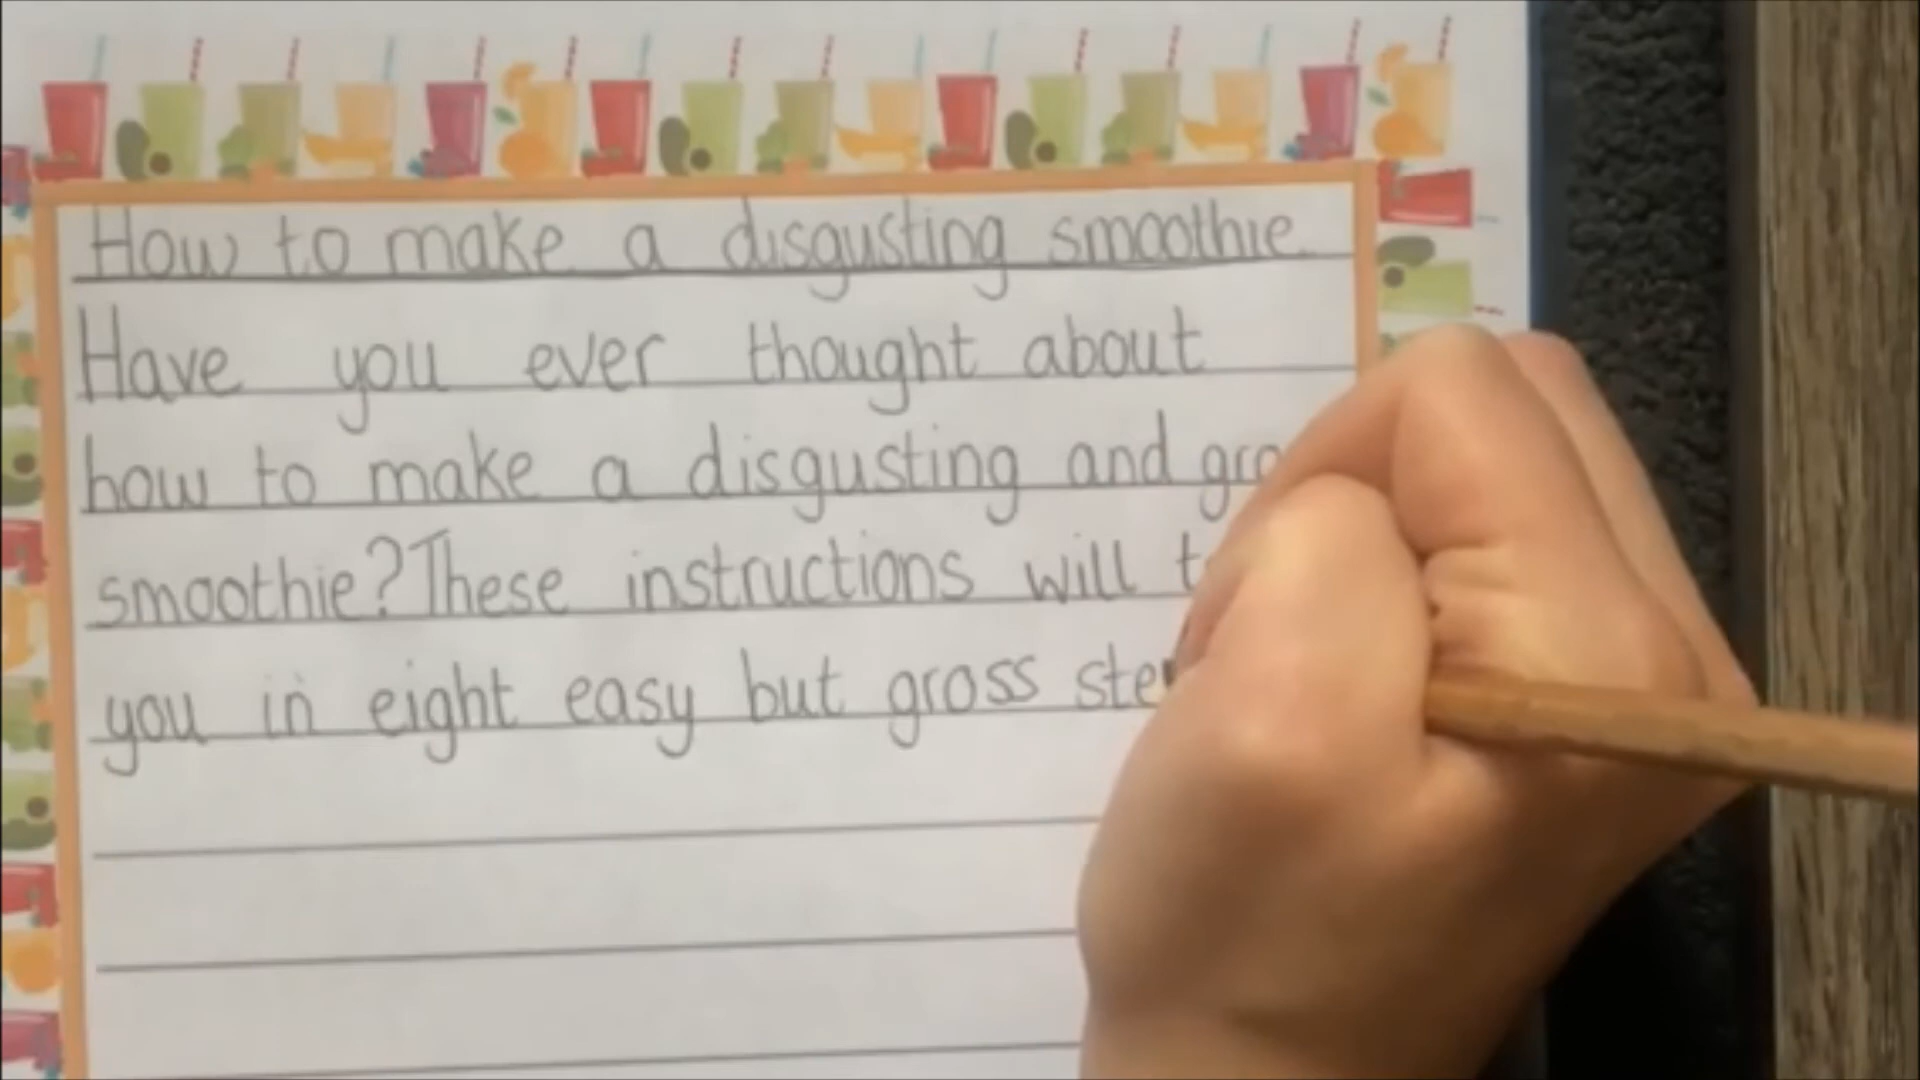 How to make a disgusting smoothie.
Have you ever thought about
how to make a disgusting and
smoothie? These instructions will
you in eight easy but gross